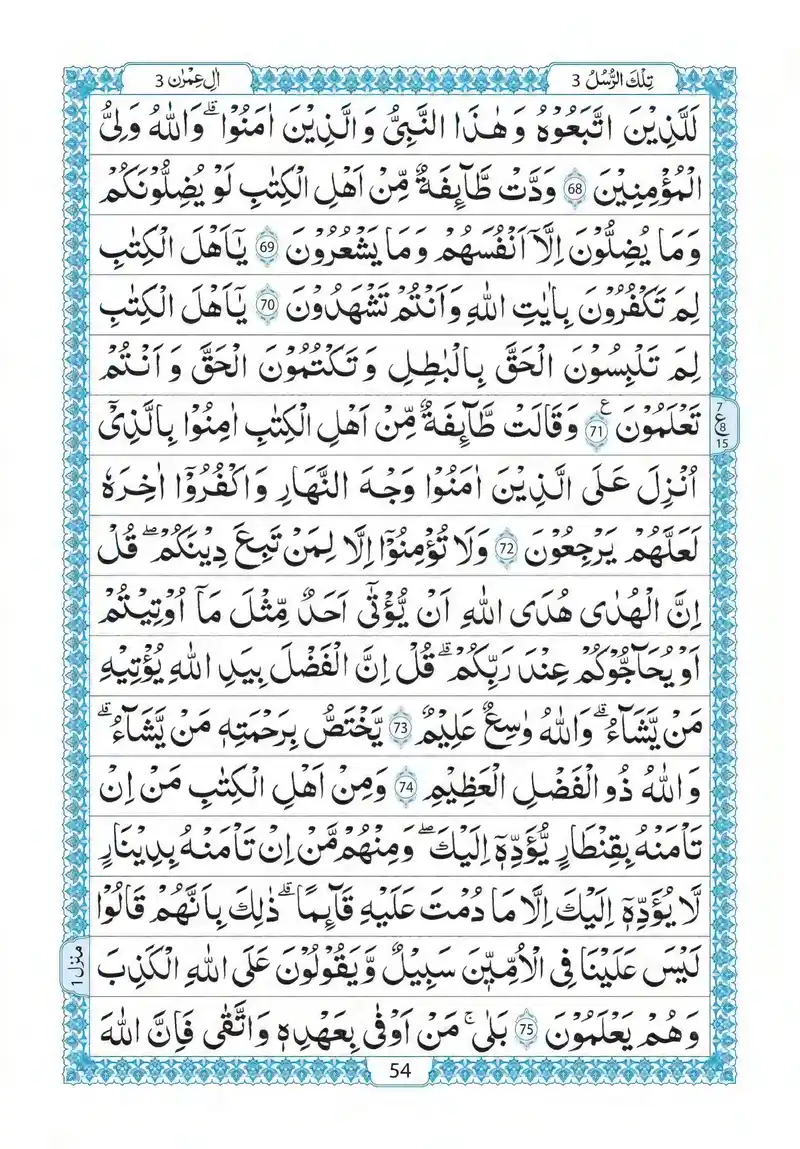 تِلْكَ الرُّسُلُ 3
اٰلِ عِمْرٰن 3
لَلَّذِيْنَ اتَّبَعُوْهُ وَهٰذَا النَّبِيُّ وَالَّذِيْنَ اٰمَنُوْا ۗ وَاللّٰهُ وَلِيُّ
الْمُؤْمِنِيْنَ 68 وَدَّتْ طَّآئِفَةٌ مِّنْ اَهْلِ الْكِتٰبِ لَوْ يُضِلُّوْنَكُمْ
وَمَا يُضِلُّوْنَ اِلَّآ اَنْفُسَهُمْ وَمَا يَشْعُرُوْنَ 69 يٰٓاَهْلَ الْكِتٰبِ
لِمَ تَكْفُرُوْنَ بِاٰيٰتِ اللّٰهِ وَاَنْتُمْ تَشْهَدُوْنَ 70 يٰٓاَهْلَ الْكِتٰبِ
لِمَ تَلْبِسُوْنَ الْحَقَّ بِالْبَاطِلِ وَتَكْتُمُوْنَ الْحَقَّ وَاَنْتُمْ
تَعْلَمُوْنَ 71 ع وَقَالَتْ طَّآئِفَةٌ مِّنْ اَهْلِ الْكِتٰبِ اٰمِنُوْا بِالَّذِيْٓ
7
ع 8
15
اُنْزِلَ عَلَى الَّذِيْنَ اٰمَنُوْا وَجْهَ النَّهَارِ وَاكْفُرُوْٓا اٰخِرَهٗ
لَعَلَّهُمْ يَرْجِعُوْنَ 72 وَلَا تُؤْمِنُوْٓا اِلَّا لِمَنْ تَبِعَ دِيْنَكُمْ ۖ قُلْ
اِنَّ الْهُدٰى هُدَى اللّٰهِ اَنْ يُّؤْتٰٓى اَحَدٌ مِّثْلَ مَآ اُوْتِيْتُمْ
اَوْ يُحَآجُّوْكُمْ عِنْدَ رَبِّكُمْ ۗ قُلْ اِنَّ الْفَضْلَ بِيَدِ اللّٰهِ يُؤْتِيْهِ
مَنْ يَّشَآءُ ۗ وَاللّٰهُ وٰسِعٌ عَلِيْمٌ 73 يَّخْتَصُّ بِرَحْمَتِهٖ مَنْ يَّشَآءُ ۗ
وَاللّٰهُ ذُو الْفَضْلِ الْعَظِيْمِ 74 وَمِنْ اَهْلِ الْكِتٰبِ مَنْ اِنْ
تَاْمَنْهُ بِقِنْطَارٍ يُّؤَدِّهٖٓ اِلَيْكَ ۖ وَمِنْهُمْ مَّنْ اِنْ تَاْمَنْهُ بِدِيْنَارٍ
لَّا يُؤَدِّهٖٓ اِلَيْكَ اِلَّا مَا دُمْتَ عَلَيْهِ قَآئِمًا ۗ ذٰلِكَ بِاَنَّهُمْ قَالُوْا
لَيْسَ عَلَيْنَا فِى الْاُمِّيّٖنَ سَبِيْلٌ وَّيَقُوْلُوْنَ عَلَى اللّٰهِ الْكَذِبَ
منزل 1
وَهُمْ يَعْلَمُوْنَ 75 بَلٰى ۚ مَنْ اَوْفٰى بِعَهْدِهٖ وَاتَّقٰى فَاِنَّ اللّٰهَ
54